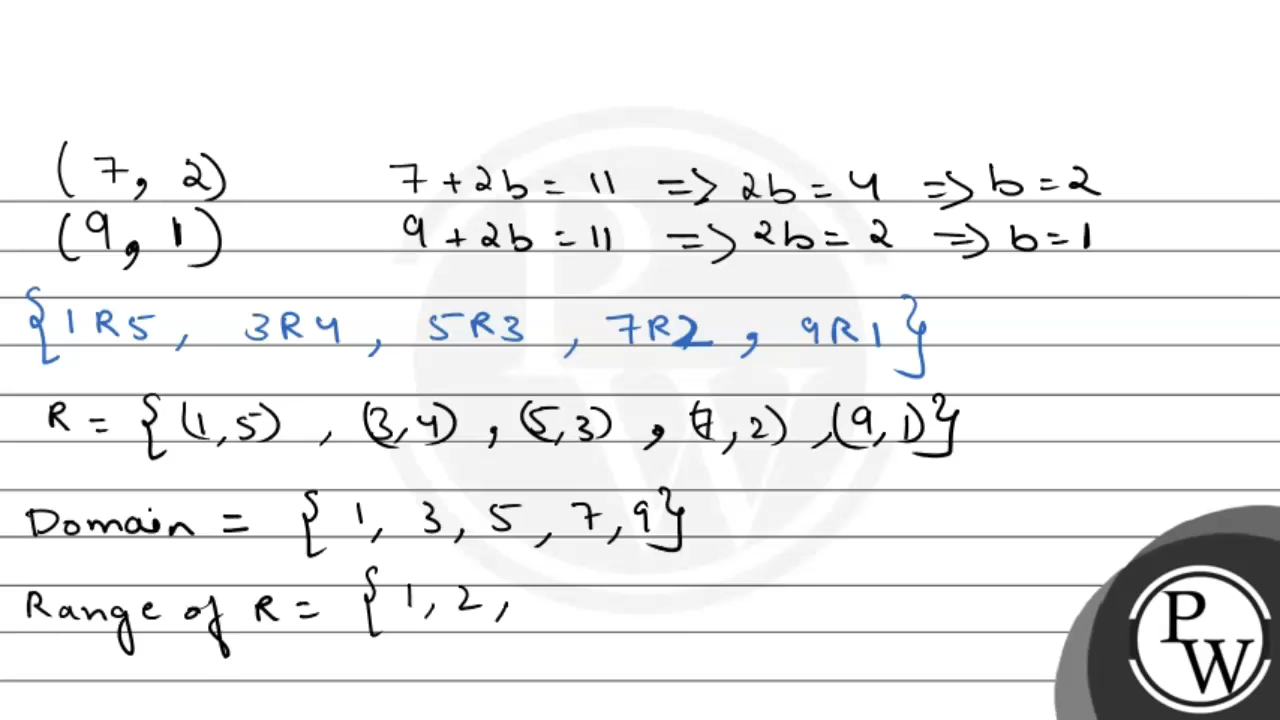 (7, 2) 7 + 2b = 11 => 2b = 4 => b = 2
(9, 1) 9 + 2b = 11 => 2b = 2 => b = 1
{1R5, 3R4, 5R3, 7R2, 9R1}
R = {(1,5), (3,4), (5,3), (7,2), (9,1)}
Domain = {1, 3, 5, 7, 9}
Range of R = {1, 2,
PW
PW